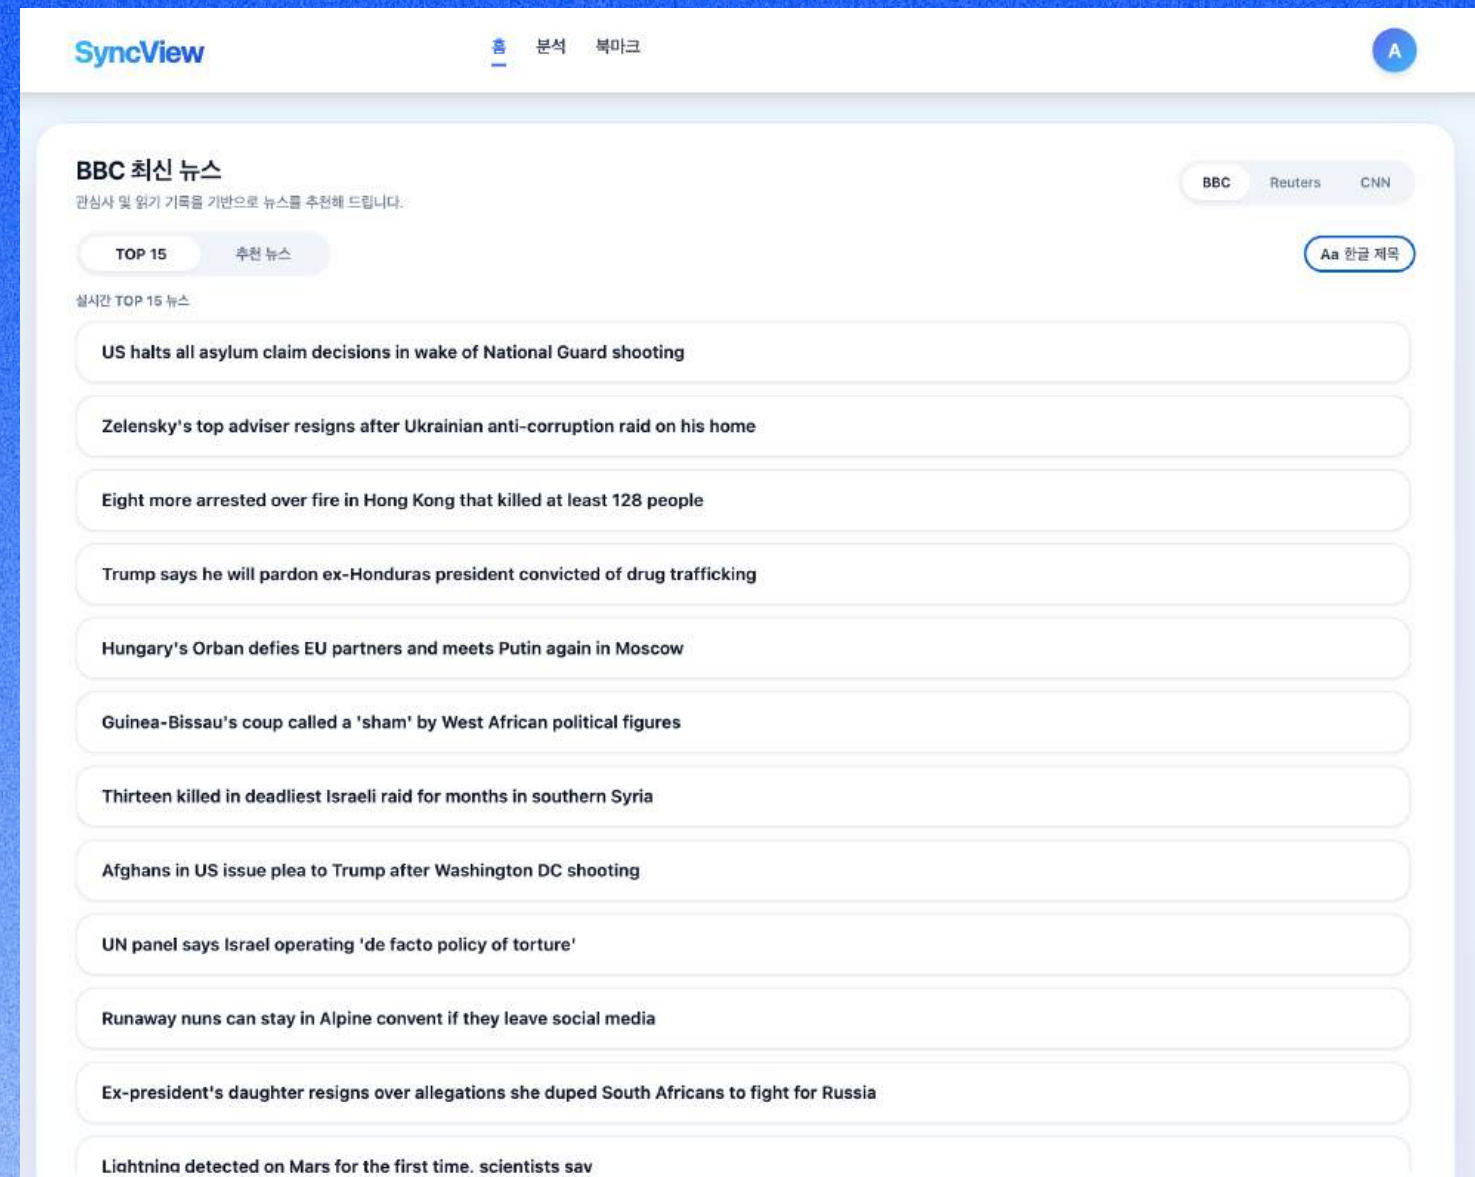 SyncView
홈 분석 북마크
A
BBC 최신 뉴스
관심사 및 읽기 기록을 기반으로 뉴스를 추천해 드립니다.
BBC Reuters CNN
TOP 15 추천 뉴스
Aa 한글 제목
실시간 TOP 15 뉴스
US halts all asylum claim decisions in wake of National Guard shooting
Zelensky's top adviser resigns after Ukrainian anti-corruption raid on his home
Eight more arrested over fire in Hong Kong that killed at least 128 people
Trump says he will pardon ex-Honduras president convicted of drug trafficking
Hungary's Orban defies EU partners and meets Putin again in Moscow
Guinea-Bissau's coup called a 'sham' by West African political figures
Thirteen killed in deadliest Israeli raid for months in southern Syria
Afghans in US issue plea to Trump after Washington DC shooting
UN panel says Israel operating 'de facto policy of torture'
Runaway nuns can stay in Alpine convent if they leave social media
Ex-president's daughter resigns over allegations she duped South Africans to fight for Russia
Lightning detected on Mars for the first time, scientists say